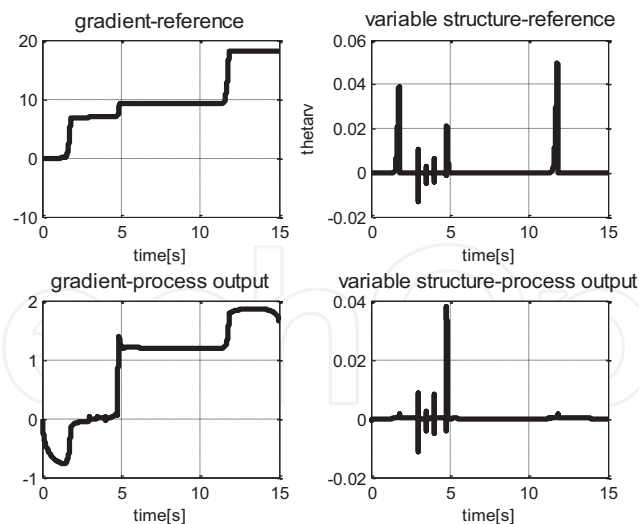 gradient-reference
20
10
0
-10
0 5 10 15
time[s]
variable structure-reference
thetarv
0.06
0.04
0.02
0
-0.02
0 5 10 15
time[s]
gradient-process output
2
1
0
-1
0 5 10 15
time[s]
variable structure-process output
0.04
0.02
0
-0.02
0 5 10 15
time[s]